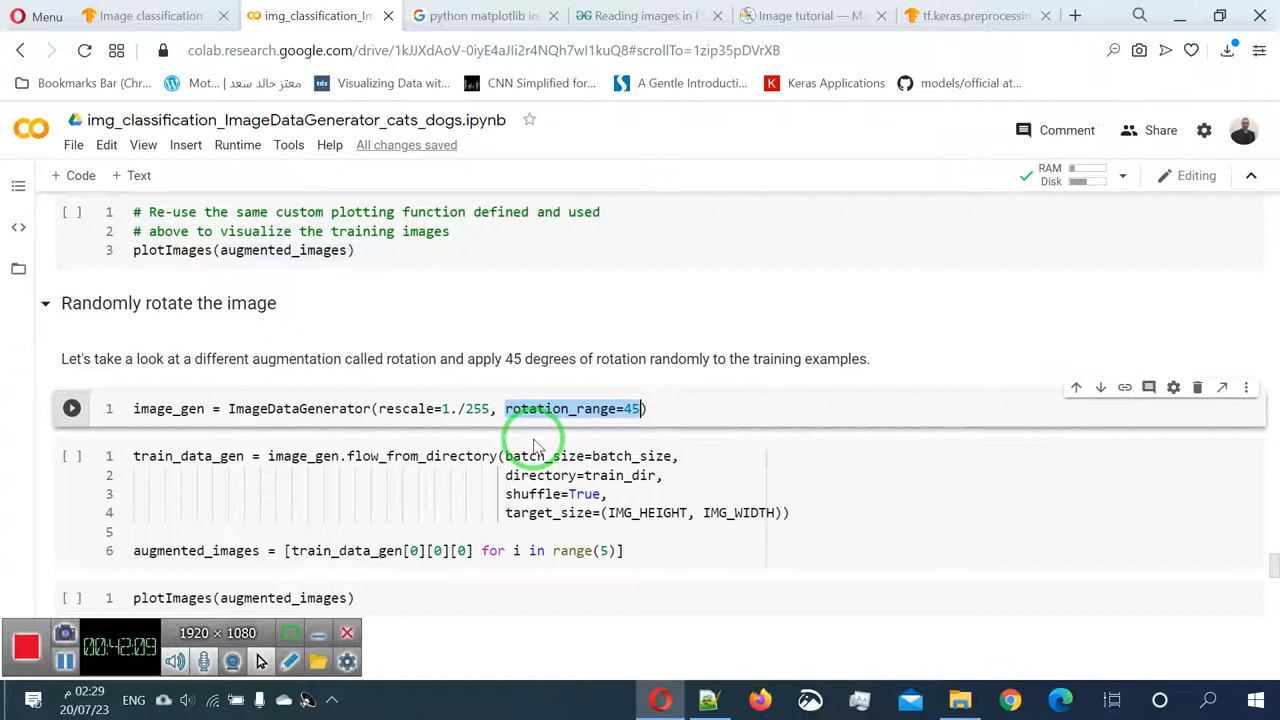 Menu
Image classification
img_classification_I
python matplotlib in
Reading images in P
Image tutorial — M
tf.keras.preprocessin
colab.research.google.com/drive/1kJJXdAoV-0iyE4aJIi2r4NQh7wI1kuQ8#scrollTo=1zip35pDVrXB
Bookmarks Bar (Chr...
معتز خالد سعد | Mot...
Visualizing Data wit...
CNN Simplified for...
A Gentle Introducti...
Keras Applications
models/official at...
img_classification_ImageDataGenerator_cats_dogs.ipynb
Comment
Share
File Edit View Insert Runtime Tools Help All changes saved
+ Code + Text
RAM
Disk
Editing
[ ] 1 # Re-use the same custom plotting function defined and used
2 # above to visualize the training images
3 plotImages(augmented_images)
Randomly rotate the image
Let's take a look at a different augmentation called rotation and apply 45 degrees of rotation randomly to the training examples.
1 image_gen = ImageDataGenerator(rescale=1./255, rotation_range=45)
[ ] 1 train_data_gen = image_gen.flow_from_directory(batch_size=batch_size,
2 directory=train_dir,
3 shuffle=True,
4 target_size=(IMG_HEIGHT, IMG_WIDTH))
5
6 augmented_images = [train_data_gen[0][0][0] for i in range(5)]
[ ] 1 plotImages(augmented_images)
00:42:09
1920 × 1080
ENG
02:29 م
20/07/23